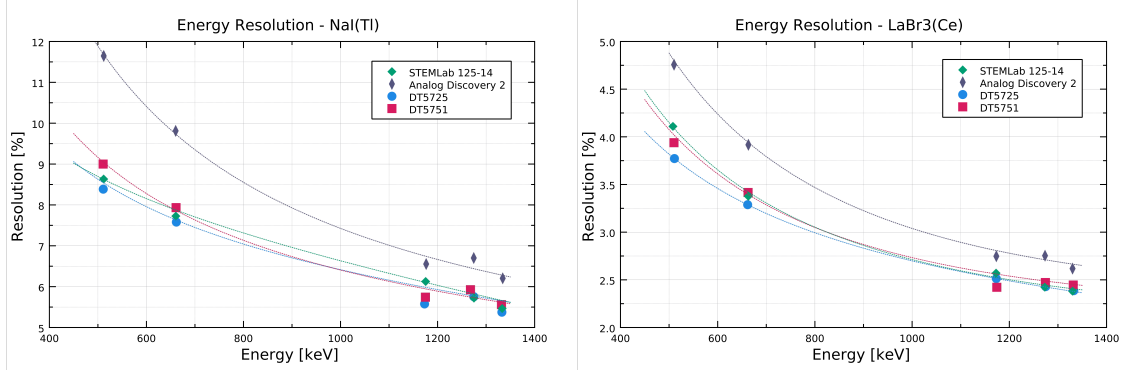 Energy Resolution - NaI(Tl)
12
11
10
9
8
7
6
5
Resolution [%]
STEMLab 125-14
Analog Discovery 2
DT5725
DT5751
400 600 800 1000 1200 1400
Energy [keV]
Energy Resolution - LaBr3(Ce)
5.0
4.5
4.0
3.5
3.0
2.5
2.0
Resolution [%]
STEMLab 125-14
Analog Discovery 2
DT5725
DT5751
400 600 800 1000 1200 1400
Energy [keV]